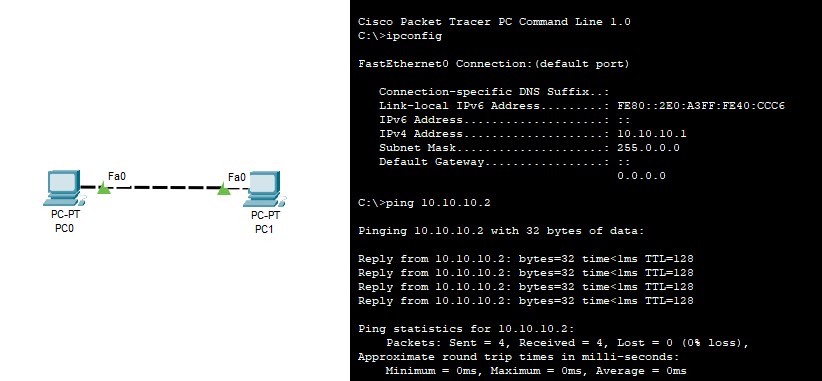 Fa0
Fa0
PC-PT
PC0
PC-PT
PC1
Cisco Packet Tracer PC Command Line 1.0
C:\>ipconfig
FastEthernet0 Connection:(default port)
Connection-specific DNS Suffix..:
Link-local IPv6 Address.........: FE80::2E0:A3FF:FE40:CCC6
IPv6 Address....................: ::
IPv4 Address....................: 10.10.10.1
Subnet Mask.....................: 255.0.0.0
Default Gateway.................: ::
0.0.0.0
C:\>ping 10.10.10.2
Pinging 10.10.10.2 with 32 bytes of data:
Reply from 10.10.10.2: bytes=32 time<1ms TTL=128
Reply from 10.10.10.2: bytes=32 time<1ms TTL=128
Reply from 10.10.10.2: bytes=32 time<1ms TTL=128
Reply from 10.10.10.2: bytes=32 time<1ms TTL=128
Ping statistics for 10.10.10.2:
Packets: Sent = 4, Received = 4, Lost = 0 (0% loss),
Approximate round trip times in milli-seconds:
Minimum = 0ms, Maximum = 0ms, Average = 0ms